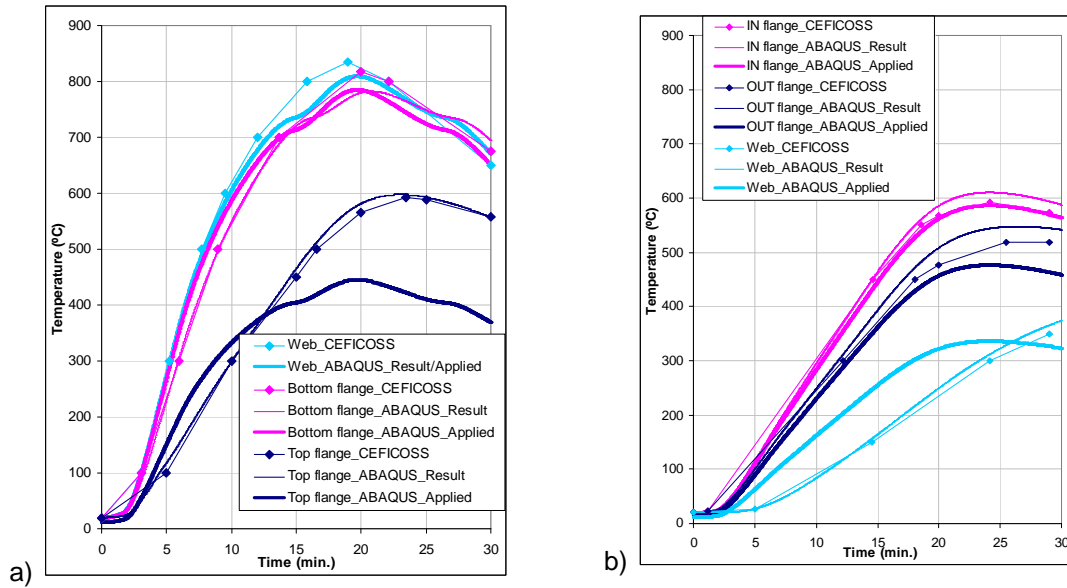 900
800
700
600
500
400
300
200
100
0
0 5 10 15 20 25 30
Temperature (ºC)
Time (min.)
Web_CEFICOSS
Web_ABAQUS_Result/Applied
Bottom flange_CEFICOSS
Bottom flange_ABAQUS_Result
Bottom flange_ABAQUS_Applied
Top flange_CEFICOSS
Top flange_ABAQUS_Result
Top flange_ABAQUS_Applied
a)
900
800
700
600
500
400
300
200
100
0
0 5 10 15 20 25 30
Temperature (ºC)
Time (min.)
IN flange_CEFICOSS
IN flange_ABAQUS_Result
IN flange_ABAQUS_Applied
OUT flange_CEFICOSS
OUT flange_ABAQUS_Result
OUT flange_ABAQUS_Applied
Web_CEFICOSS
Web_ABAQUS_Result
Web_ABAQUS_Applied
b)